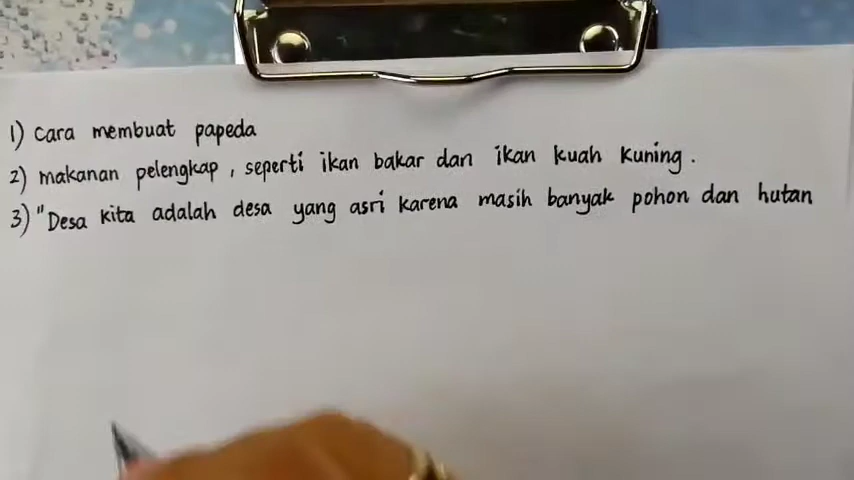 1) Cara membuat papeda
2) makanan pelengkap, seperti ikan bakar dan ikan kuah kuning.
3) "Desa kita adalah desa yang asri karena masih banyak pohon dan hutan